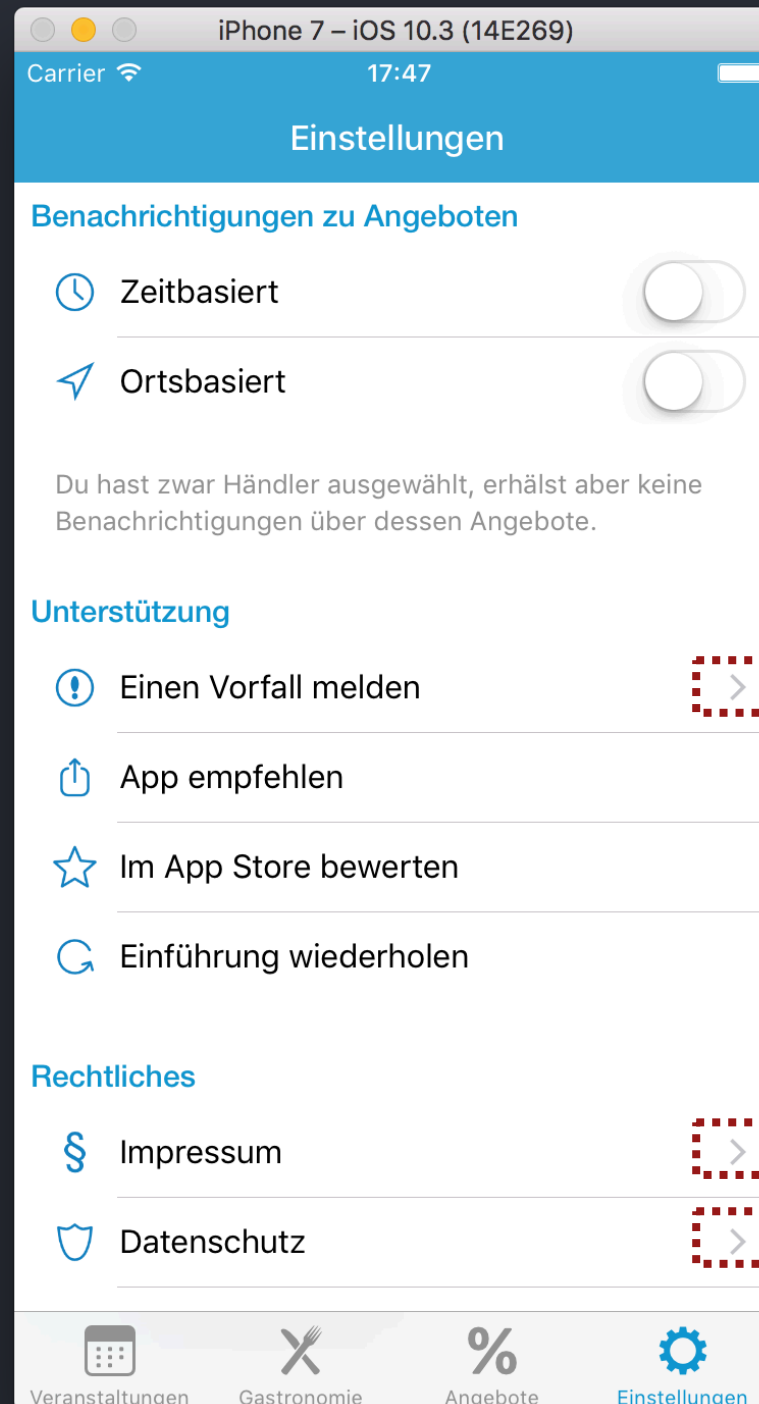 iPhone 7 – iOS 10.3 (14E269)
Carrier 17:47
Einstellungen
Benachrichtigungen zu Angeboten
Zeitbasiert
Ortsbasiert
Du hast zwar Händler ausgewählt, erhälst aber keine
Benachrichtigungen über dessen Angebote.
Unterstützung
Einen Vorfall melden
App empfehlen
Im App Store bewerten
Einführung wiederholen
Rechtliches
§ Impressum
Datenschutz
%
Veranstaltungen Gastronomie Angebote Einstellungen